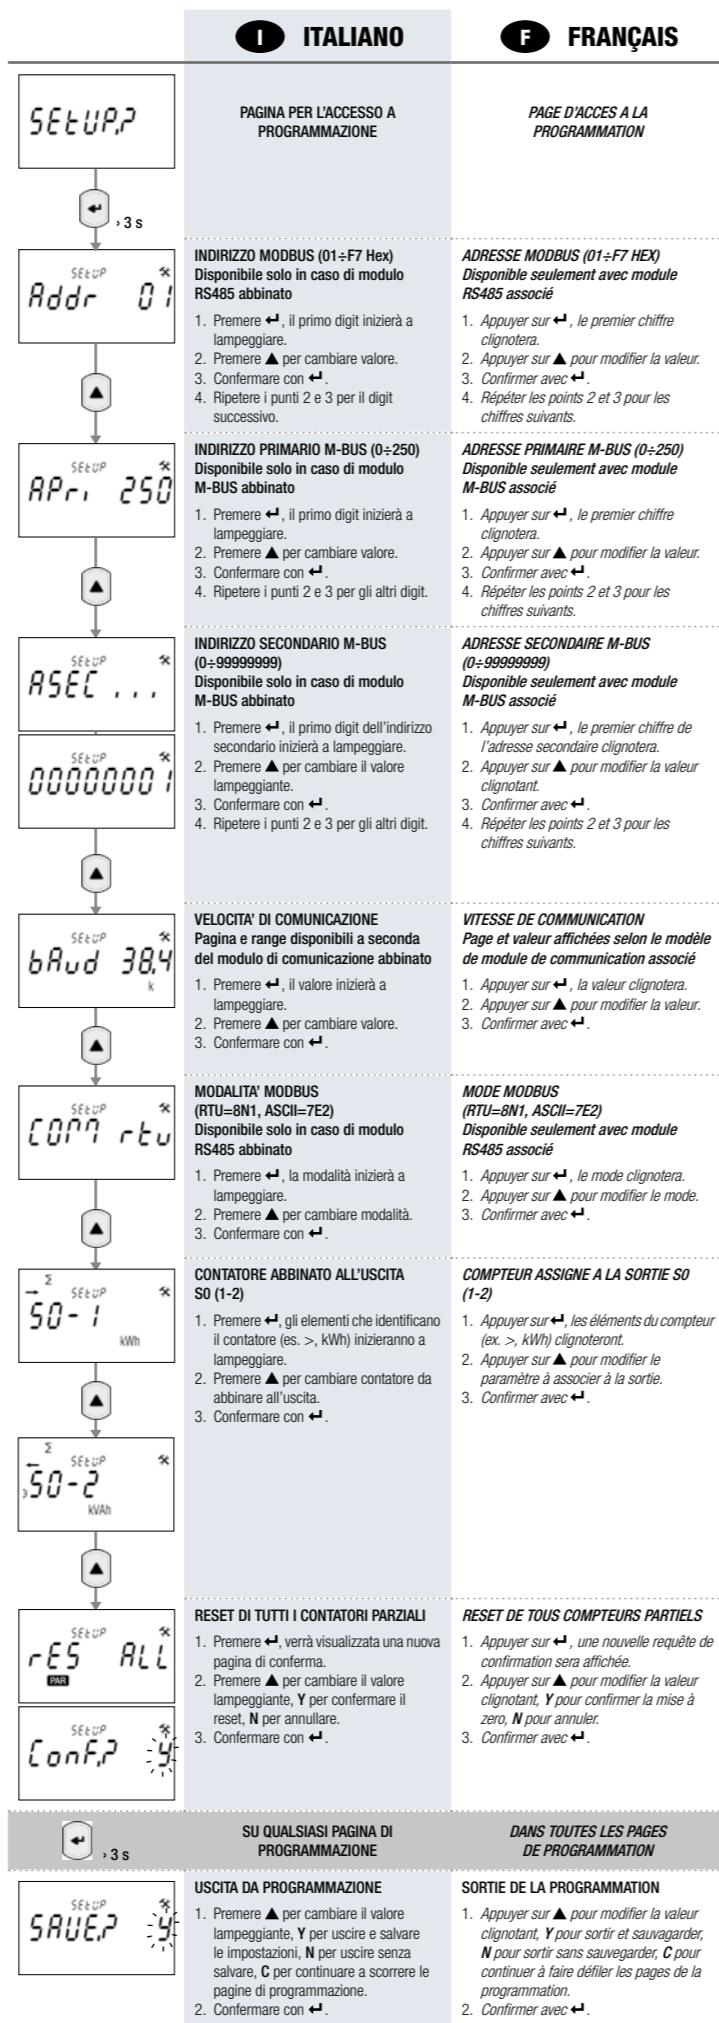 I ITALIANO
F FRANÇAIS
SEtUP,?
PAGINA PER L'ACCESSO A
PROGRAMMAZIONE
PAGE D'ACCES A LA
PROGRAMMATION
↵ › 3 s
SEtUP
Addr 01
INDIRIZZO MODBUS (01÷F7 Hex)
Disponibile solo in caso di modulo
RS485 abbinato
1. Premere ↵, il primo digit inizierà a
lampeggiare.
2. Premere ▲ per cambiare valore.
3. Confermare con ↵.
4. Ripetere i punti 2 e 3 per il digit
successivo.
ADRESSE MODBUS (01÷F7 HEX)
Disponible seulement avec module
RS485 associé
1. Appuyer sur ↵, le premier chiffre
clignotera.
2. Appuyer sur ▲ pour modifier la valeur.
3. Confirmer avec ↵.
4. Répéter les points 2 et 3 pour les
chiffres suivants.
▲
SEtUP
APri 250
INDIRIZZO PRIMARIO M-BUS (0÷250)
Disponibile solo in caso di modulo
M-BUS abbinato
1. Premere ↵, il primo digit inizierà a
lampeggiare.
2. Premere ▲ per cambiare valore.
3. Confermare con ↵.
4. Ripetere i punti 2 e 3 per gli altri digit.
ADRESSE PRIMAIRE M-BUS (0÷250)
Disponible seulement avec module
M-BUS associé
1. Appuyer sur ↵, le premier chiffre
clignotera.
2. Appuyer sur ▲ pour modifier la valeur.
3. Confirmer avec ↵.
4. Répéter les points 2 et 3 pour les
chiffres suivants.
▲
SEtUP
ASEC ...
SEtUP
00000001
INDIRIZZO SECONDARIO M-BUS
(0÷99999999)
Disponibile solo in caso di modulo
M-BUS abbinato
1. Premere ↵, il primo digit dell'indirizzo
secondario inizierà a lampeggiare.
2. Premere ▲ per cambiare il valore
lampeggiante.
3. Confermare con ↵.
4. Ripetere i punti 2 e 3 per gli altri digit.
ADRESSE SECONDAIRE M-BUS
(0÷99999999)
Disponible seulement avec module
M-BUS associé
1. Appuyer sur ↵, le premier chiffre de
l'adresse secondaire clignotera.
2. Appuyer sur ▲ pour modifier la valeur
clignotant.
3. Confirmer avec ↵.
4. Répéter les points 2 et 3 pour les
chiffres suivants.
▲
SEtUP
bAud 38,4
k
VELOCITA' DI COMUNICAZIONE
Pagina e range disponibili a seconda
del modulo di comunicazione abbinato
1. Premere ↵, il valore inizierà a
lampeggiare.
2. Premere ▲ per cambiare valore.
3. Confermare con ↵.
VITESSE DE COMMUNICATION
Page et valeur affichées selon le modèle
de module de communication associé
1. Appuyer sur ↵, la valeur clignotera.
2. Appuyer sur ▲ pour modifier la valeur.
3. Confirmer avec ↵.
▲
SEtUP
COM rtu
MODALITA' MODBUS
(RTU=8N1, ASCII=7E2)
Disponibile solo in caso di modulo
RS485 abbinato
1. Premere ↵, la modalità inizierà a
lampeggiare.
2. Premere ▲ per cambiare modalità.
3. Confermare con ↵.
MODE MODBUS
(RTU=8N1, ASCII=7E2)
Disponible seulement avec module
RS485 associé
1. Appuyer sur ↵, le mode clignotera.
2. Appuyer sur ▲ pour modifier le mode.
3. Confirmer avec ↵.
▲
Σ
→ SEtUP
S0-1
kWh
CONTATORE ABBINATO ALL'USCITA
S0 (1-2)
1. Premere ↵, gli elementi che identificano
il contatore (es. >, kWh) inizieranno a
lampeggiare.
2. Premere ▲ per cambiare contatore da
abbinare all'uscita.
3. Confermare con ↵.
COMPTEUR ASSIGNE A LA SORTIE S0
(1-2)
1. Appuyer sur ↵, les éléments du compteur
(ex. >, kWh) clignoteront.
2. Appuyer sur ▲ pour modifier le
paramètre à associer à la sortie.
3. Confirmer avec ↵.
▲
Σ
← SEtUP
S0-2
kVAh
▲
SEtUP
rES ALL
PAR
SEtUP
ConF,? Y
RESET DI TUTTI I CONTATORI PARZIALI
1. Premere ↵, verrà visualizzata una nuova
pagina di conferma.
2. Premere ▲ per cambiare il valore
lampeggiante, Y per confermare il
reset, N per annullare.
3. Confermare con ↵.
RESET DE TOUS COMPTEURS PARTIELS
1. Appuyer sur ↵, une nouvelle requête de
confirmation sera affichée.
2. Appuyer sur ▲ pour modifier la valeur
clignotant, Y pour confirmer la mise à
zero, N pour annuler.
3. Confirmer avec ↵.
↵ › 3 s
SU QUALSIASI PAGINA DI
PROGRAMMAZIONE
DANS TOUTES LES PAGES
DE PROGRAMMATION
SEtUP
SAUE,? Y
USCITA DA PROGRAMMAZIONE
1. Premere ▲ per cambiare il valore
lampeggiante, Y per uscire e salvare
le impostazioni, N per uscire senza
salvare, C per continuare a scorrere le
pagine di programmazione.
2. Confermare con ↵.
SORTIE DE LA PROGRAMMATION
1. Appuyer sur ▲ pour modifier la valeur
clignotant, Y pour sortir et sauvagarder,
N pour sortir sans sauvegarder, C pour
continuer à faire défiler les pages de la
programmation.
2. Confirmer avec ↵.